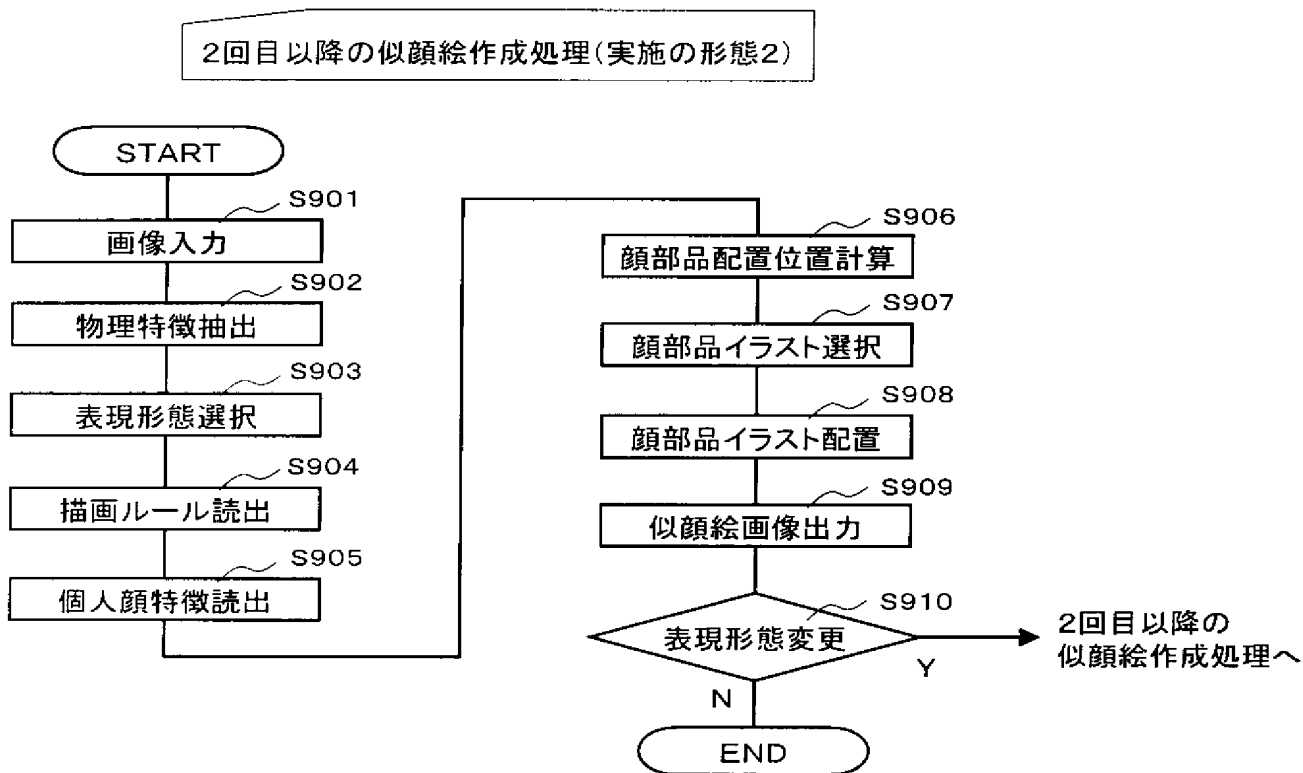 2回目以降の似顔絵作成処理(実施の形態2)
START
S901
画像入力
S902
物理特徴抽出
S903
表現形態選択
S904
描画ルール読出
S905
個人顔特徴読出
S906
顔部品配置位置計算
S907
顔部品イラスト選択
S908
顔部品イラスト配置
S909
似顔絵画像出力
S910
表現形態変更
Y
2回目以降の
似顔絵作成処理へ
N
END